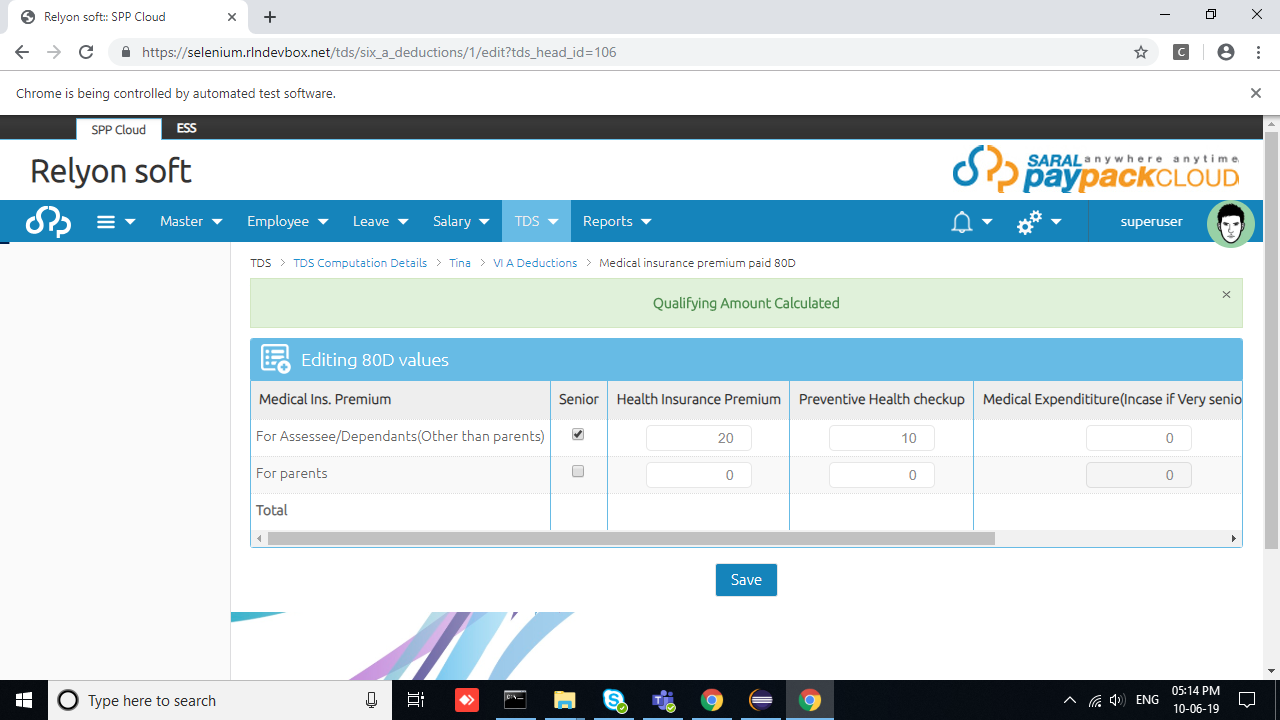 Relyon soft:: SPP Cloud
https://selenium.rlndevbox.net/tds/six_a_deductions/1/edit?tds_head_id=106
C
Chrome is being controlled by automated test software.
SPP Cloud ESS
Relyon soft
SARAL anywhere anytime
paypackCLOUD
Master Employee Leave Salary TDS Reports superuser
TDS > TDS Computation Details > Tina > VI A Deductions > Medical insurance premium paid 80D
Qualifying Amount Calculated ×
Editing 80D values
Medical Ins. Premium Senior Health Insurance Premium Preventive Health checkup Medical Expendititure(Incase if Very senio
For Assessee/Dependants(Other than parents) 20 10 0
For parents 0 0 0
Total
Save
Type here to search
ENG
05:14 PM
10-06-19